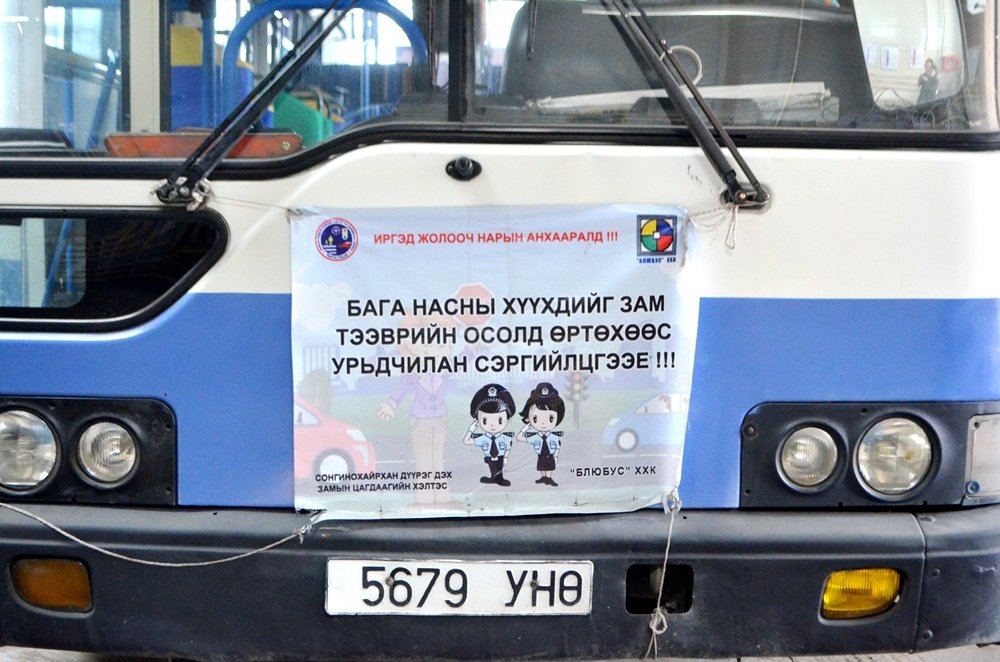 ИРГЭД ЖОЛООЧ НАРЫН АНХААРАЛД !!!
"БЛЮБУС" ХХК
БАГА НАСНЫ ХҮҮХДИЙГ ЗАМ
ТЭЭВРИЙН ОСОЛД ӨРТӨХӨӨС
УРЬДЧИЛАН СЭРГИЙЛЦГЭЭЕ !!!
СОНГИНОХАЙРХАН ДҮҮРЭГ ДЭХ
ЗАМЫН ЦАГДААГИЙН ХЭЛТЭС
"БЛЮБУС" ХХК
5679 УНӨ